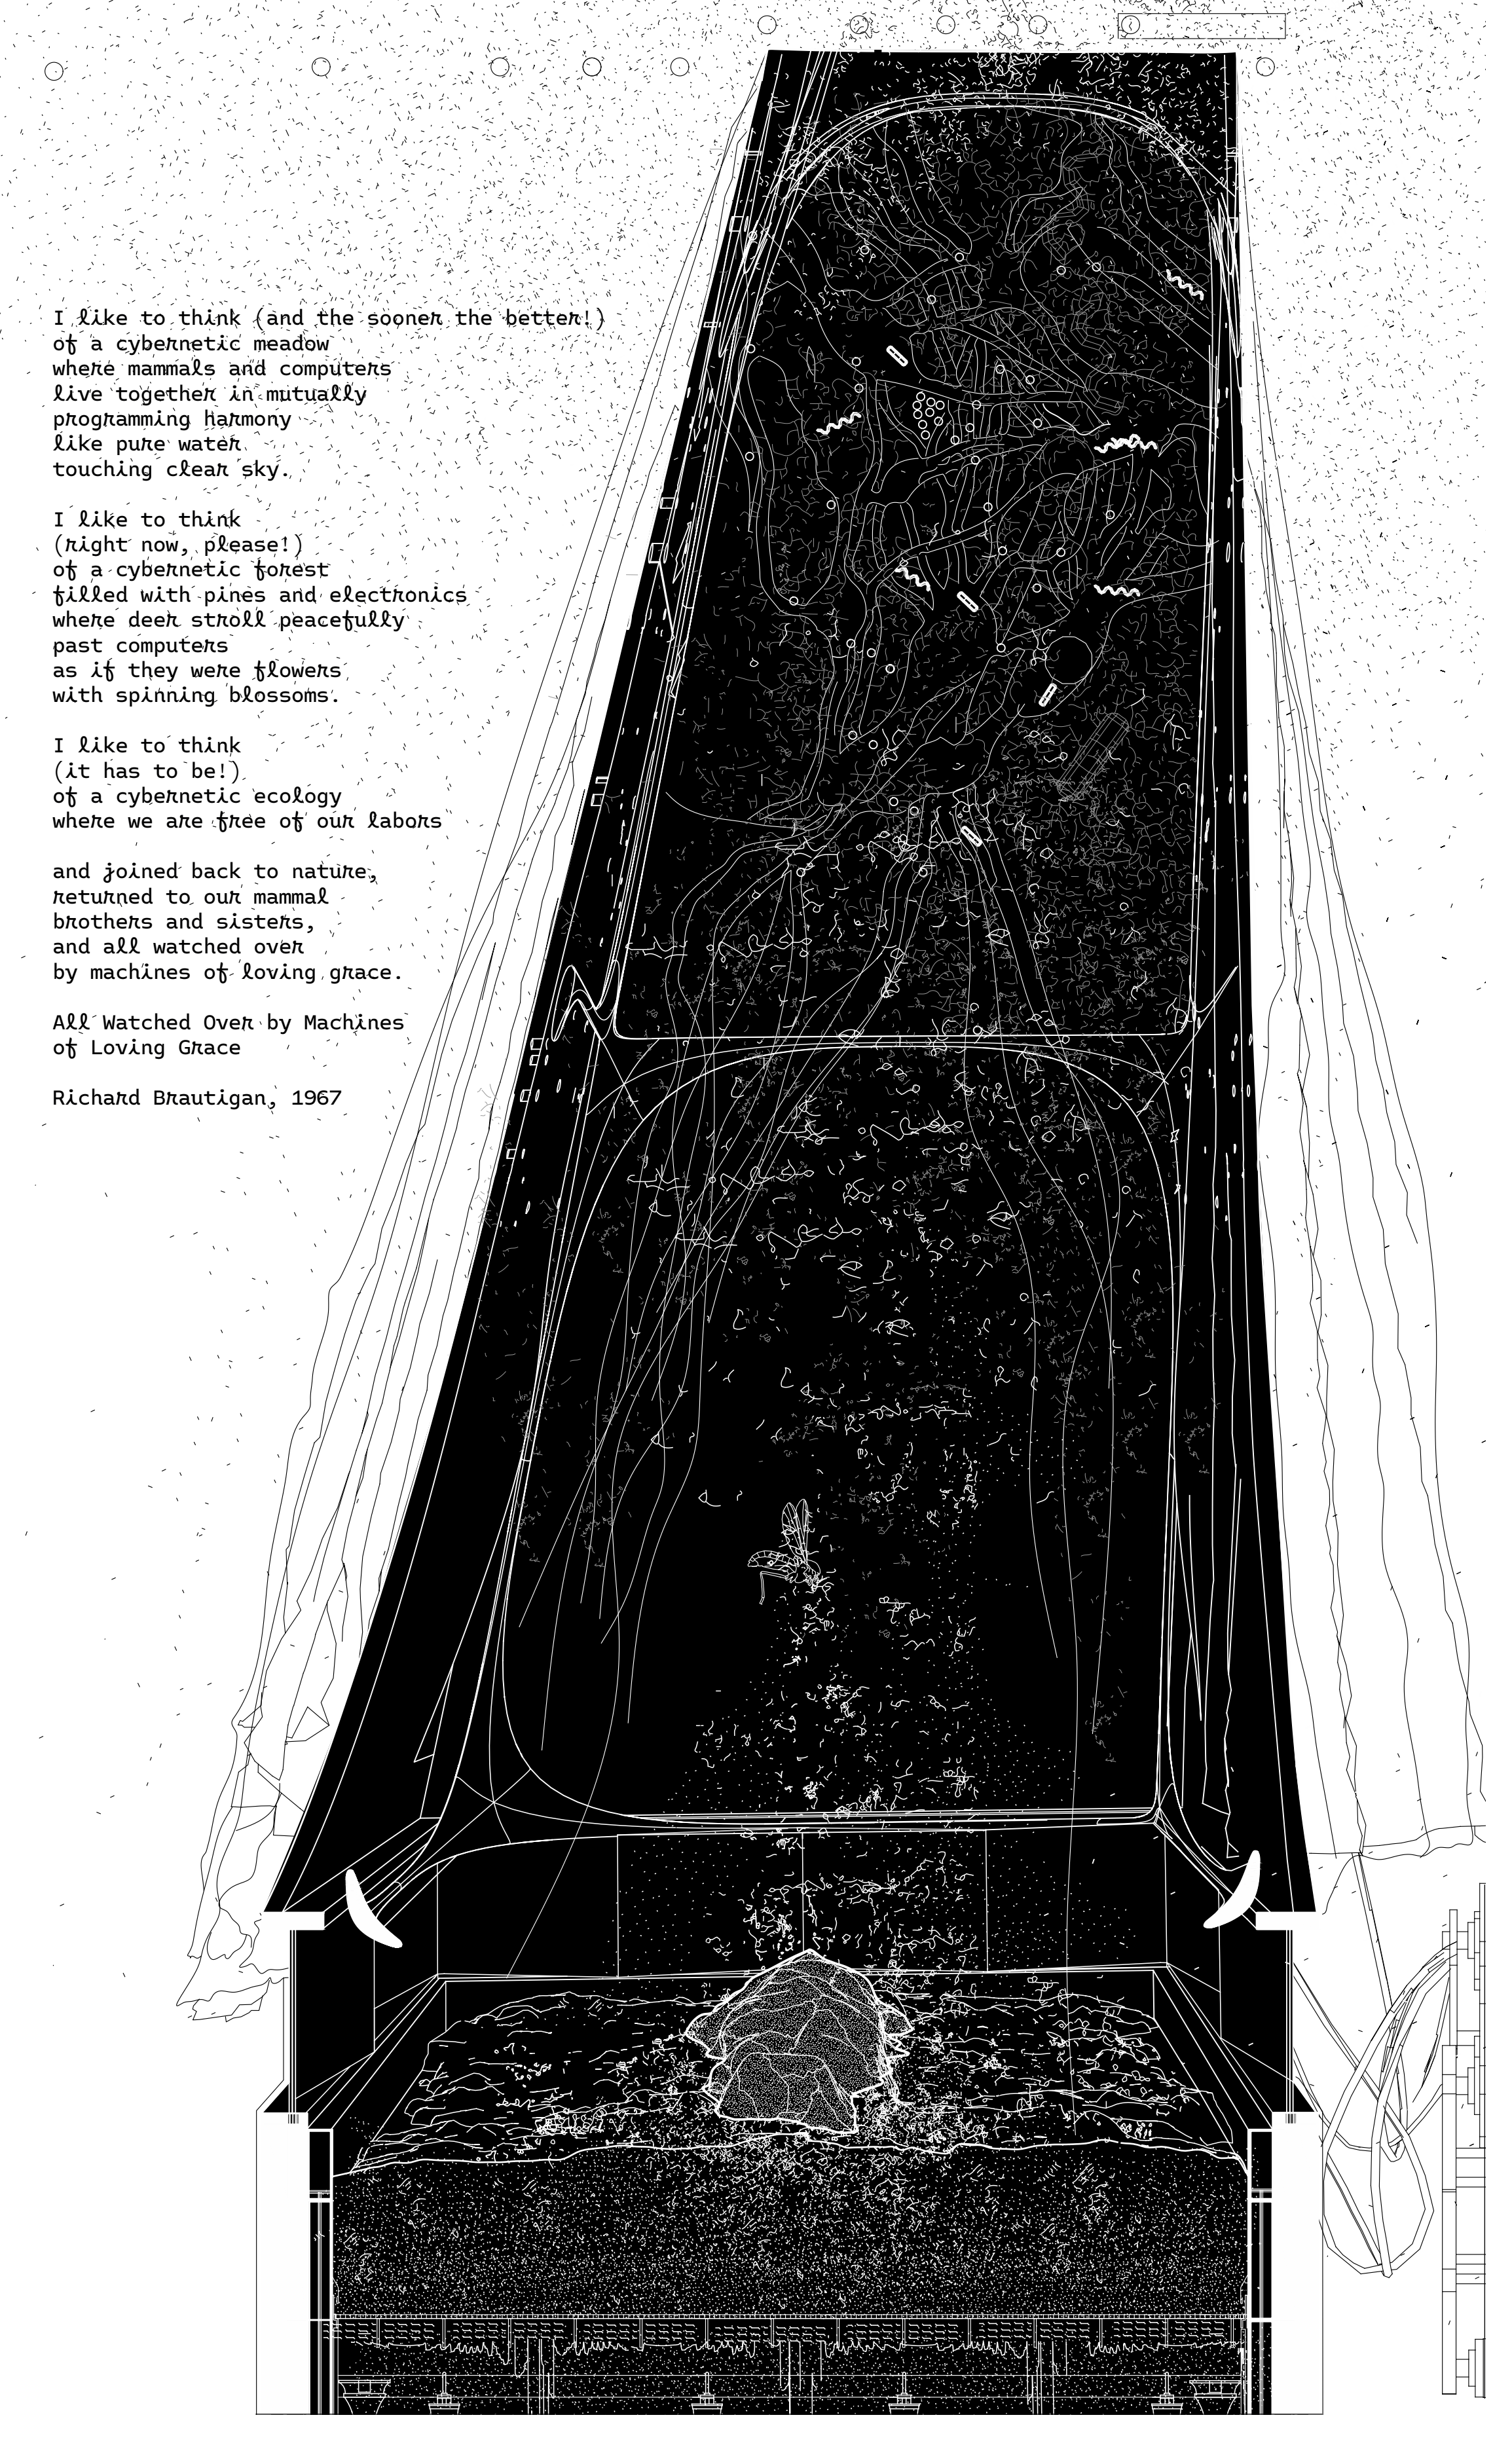 I like to think (and the sooner the better!)
of a cybernetic meadow
where mammals and computers
live together in mutually
programming harmony
like pure water
touching clear sky.

I like to think
(right now, please!)
of a cybernetic forest
filled with pines and electronics
where deer stroll peacefully
past computers
as if they were flowers
with spinning blossoms.

I like to think
(it has to be!)
of a cybernetic ecology
where we are free of our labors

and joined back to nature,
returned to our mammal
brothers and sisters,
and all watched over
by machines of loving grace.

All Watched Over by Machines
of Loving Grace

Richard Brautigan, 1967